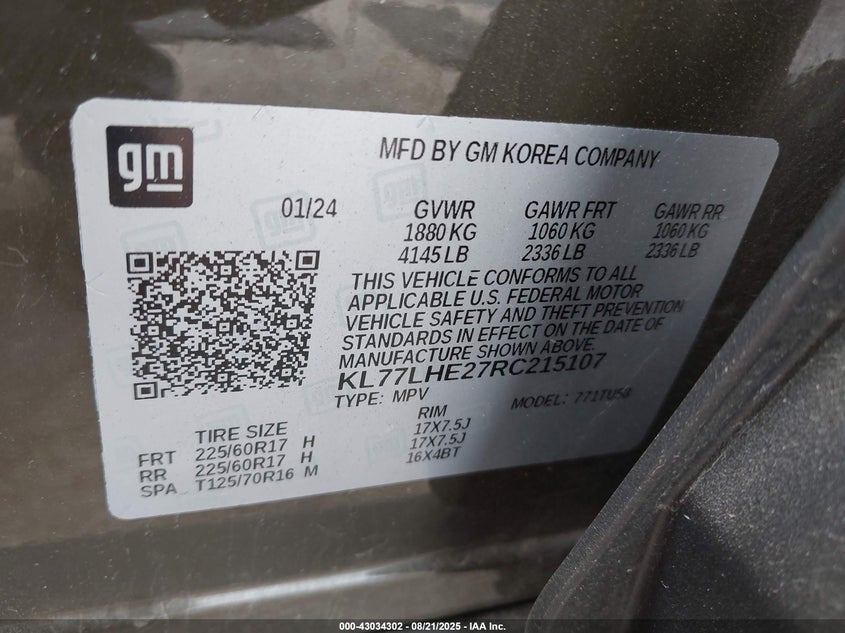 gm
MFD BY GM KOREA COMPANY
01/24 GVWR GAWR FRT GAWR RR
1880 KG 1060 KG 1060 KG
4145 LB 2336 LB 2336 LB
THIS VEHICLE CONFORMS TO ALL
APPLICABLE U.S. FEDERAL MOTOR
VEHICLE SAFETY AND THEFT PREVENTION
STANDARDS IN EFFECT ON THE DATE OF
MANUFACTURE SHOWN ABOVE.
KL77LHE27RC215107
TYPE: MPV MODEL: 771TU58
TIRE SIZE RIM
FRT 225/60R17 H 17X7.5J
RR 225/60R17 H 17X7.5J
SPA T125/70R16 M 16X4BT
000-43034302 - 08/21/2025 - IAA Inc.